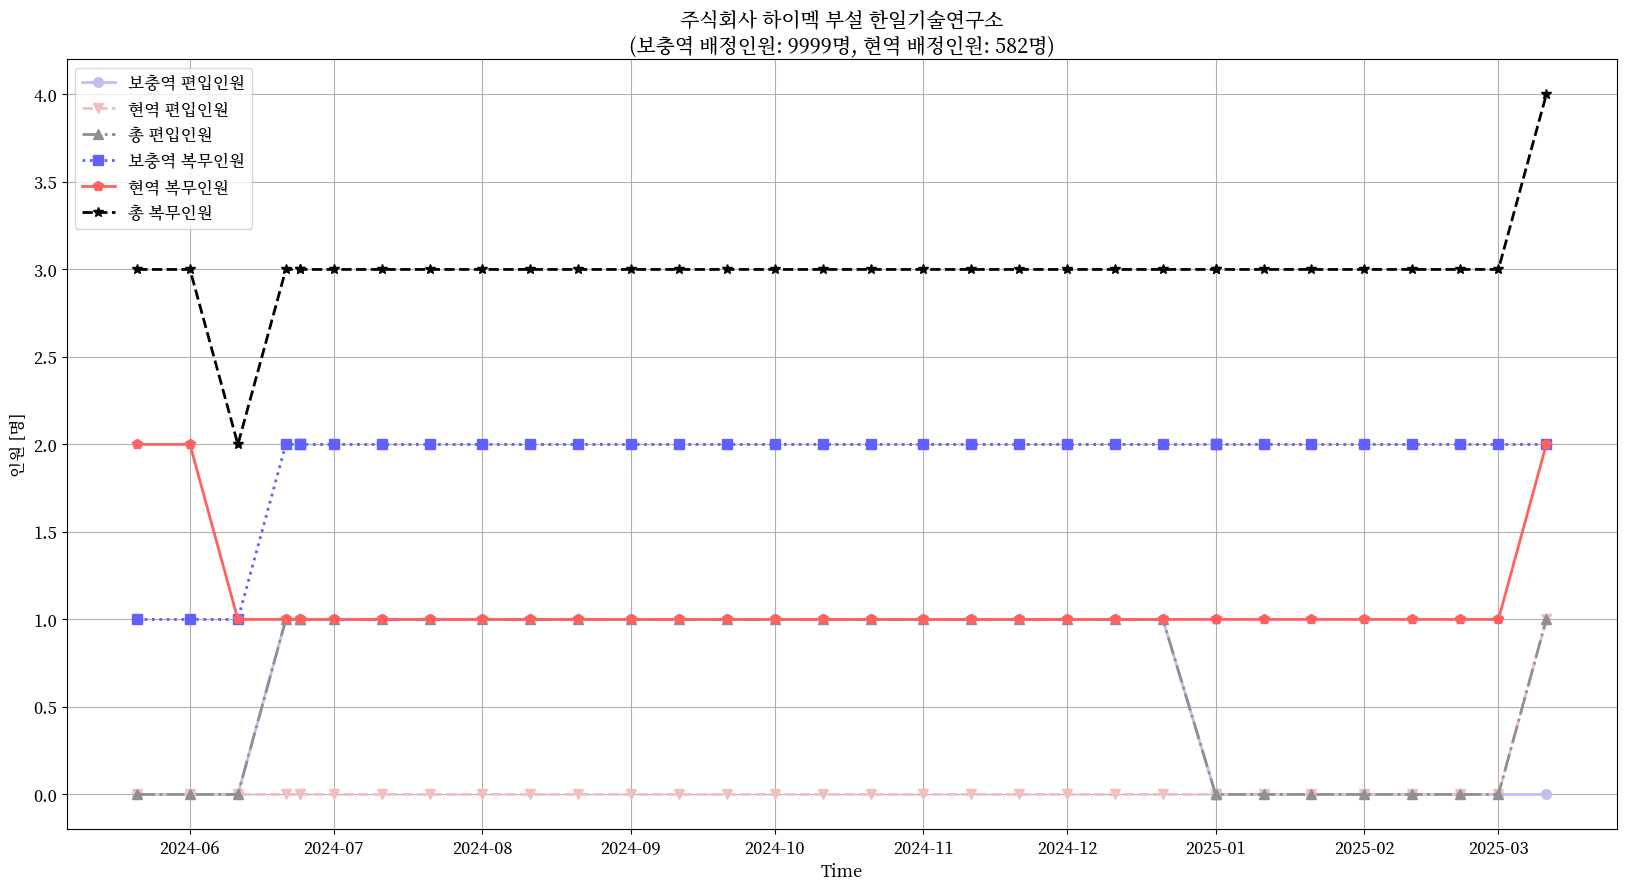 주식회사 하이멕 부설 한일기술연구소
(보충역 배정인원: 9999명, 현역 배정인원: 582명)
보충역 편입인원
현역 편입인원
총 편입인원
보충역 복무인원
현역 복무인원
총 복무인원
인원 [명]
4.0
3.5
3.0
2.5
2.0
1.5
1.0
0.5
0.0
2024-06 2024-07 2024-08 2024-09 2024-10 2024-11 2024-12 2025-01 2025-02 2025-03
Time